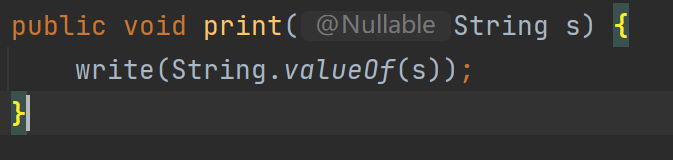 public void print( @Nullable String s) {
    write(String.valueOf(s));
}